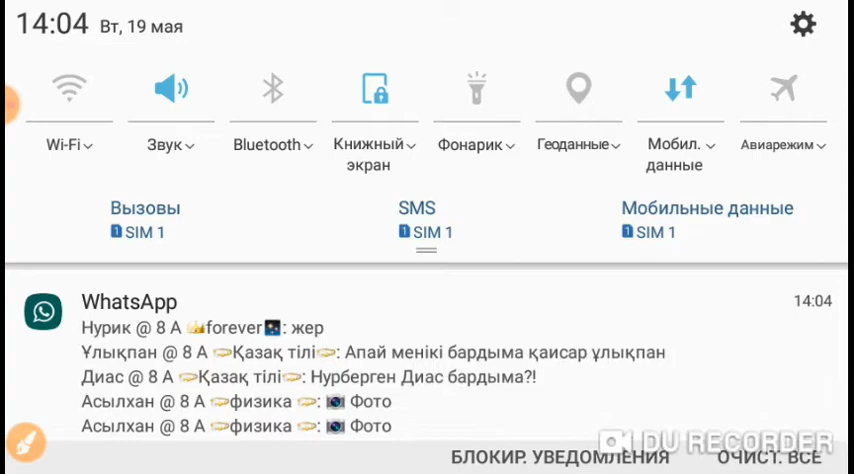 14:04 Вт, 19 мая
Wi-Fi Звук Bluetooth Книжный экран Фонарик Геоданные Мобил. данные Авиарежим
Вызовы SMS Мобильные данные
1 SIM 1 1 SIM 1 1 SIM 1
WhatsApp 14:04
Нурик @ 8 А 👑forever🌃: жер
Ұлықпан @ 8 А Қазақ тілі: Апай менікі бардыма қаисар ұлықпан
Диас @ 8 А Қазақ тілі: Нурберген Диас бардыма?!
Асылхан @ 8 А физика : 📷 Фото
Асылхан @ 8 А физика : 📷 Фото
БЛОКИР. УВЕДОМЛЕНИЯ ОЧИСТ. ВСЕ
DU RECORDER